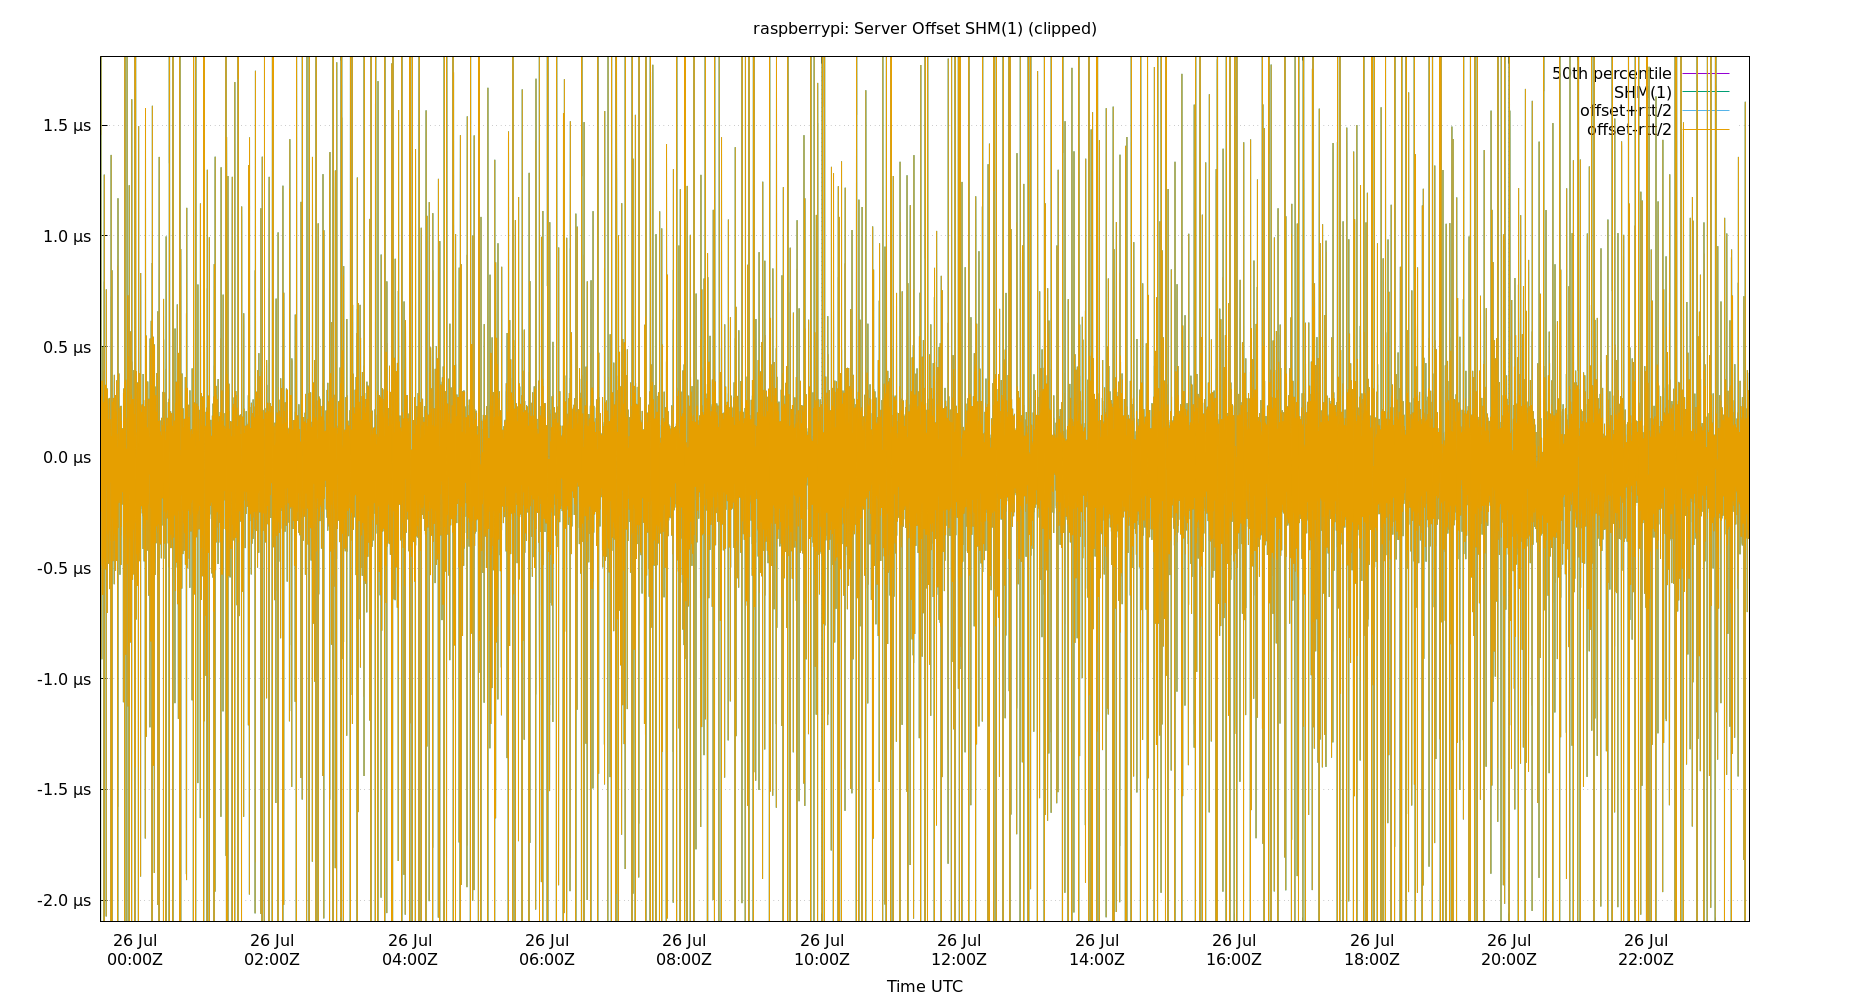 raspberrypi: Server Offset SHM(1) (clipped)
50th percentile
SHM(1)
offset+rtt/2
offset-rtt/2
1.5 µs
1.0 µs
0.5 µs
0.0 µs
-0.5 µs
-1.0 µs
-1.5 µs
-2.0 µs
26 Jul 26 Jul 26 Jul 26 Jul 26 Jul 26 Jul 26 Jul 26 Jul 26 Jul 26 Jul 26 Jul 26 Jul
00:00Z 02:00Z 04:00Z 06:00Z 08:00Z 10:00Z 12:00Z 14:00Z 16:00Z 18:00Z 20:00Z 22:00Z
Time UTC